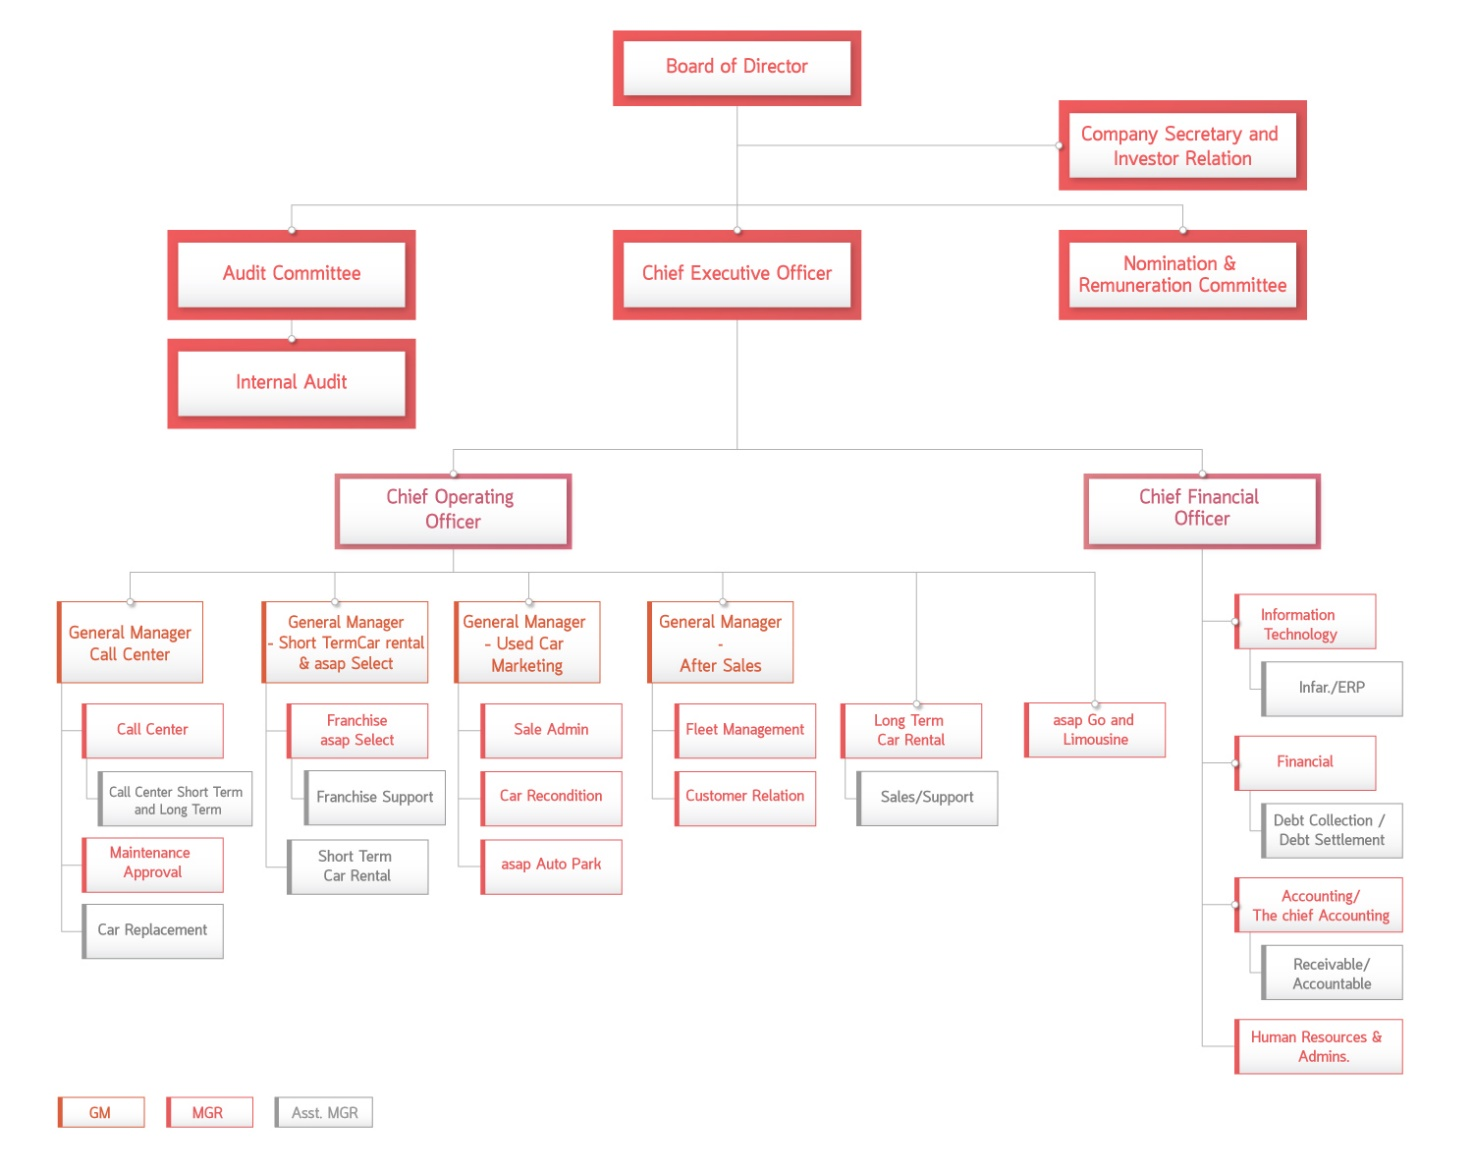 Board of Director
Company Secretary and
Investor Relation
Audit Committee
Chief Executive Officer
Nomination &
Remuneration Committee
Internal Audit
Chief Operating
Officer
Chief Financial
Officer
General Manager
Call Center
General Manager
- Short TermCar rental
& asap Select
General Manager
- Used Car
Marketing
General Manager
-
After Sales
Information
Technology
Infar./ERP
Call Center
Franchise
asap Select
Sale Admin
Fleet Management
Long Term
Car Rental
asap Go and
Limousine
Financial
Call Center Short Term
and Long Term
Franchise Support
Car Recondition
Customer Relation
Sales/Support
Debt Collection /
Debt Settlement
Maintenance
Approval
Short Term
Car Rental
asap Auto Park
Accounting/
The chief Accounting
Car Replacement
Receivable/
Accountable
Human Resources &
Admins.
GM
MGR
Asst. MGR